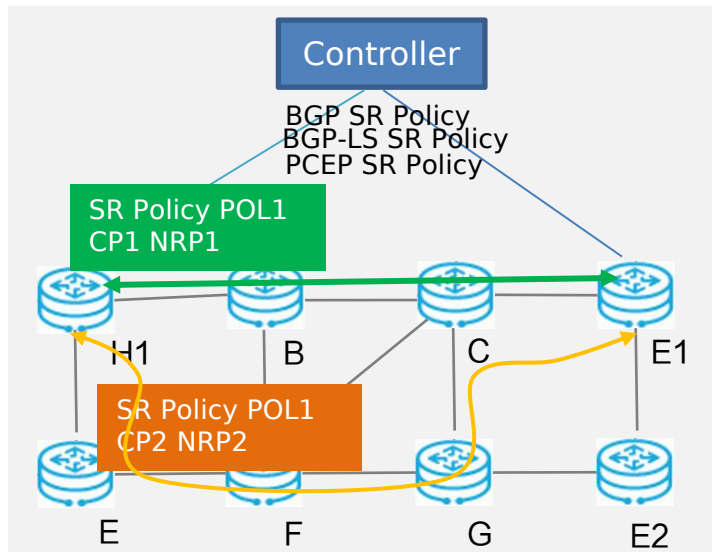 Controller
BGP SR Policy
BGP-LS SR Policy
PCEP SR Policy
SR Policy POL1
CP1 NRP1
H1
B
C
E1
SR Policy POL1
CP2 NRP2
E
F
G
E2